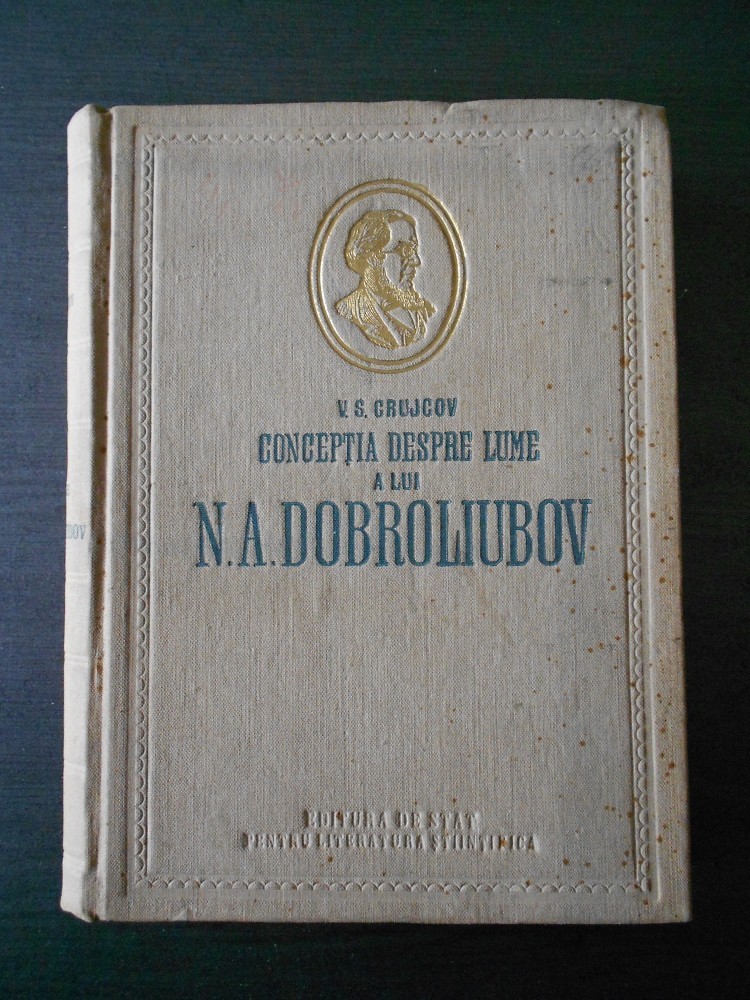 V. S. CRUJCOV
CONCEPȚIA DESPRE LUME
A LUI
N.A.DOBROLIUBOV
EDITURA DE STAT
PENTRU LITERATURA ȘTIINȚIFICA